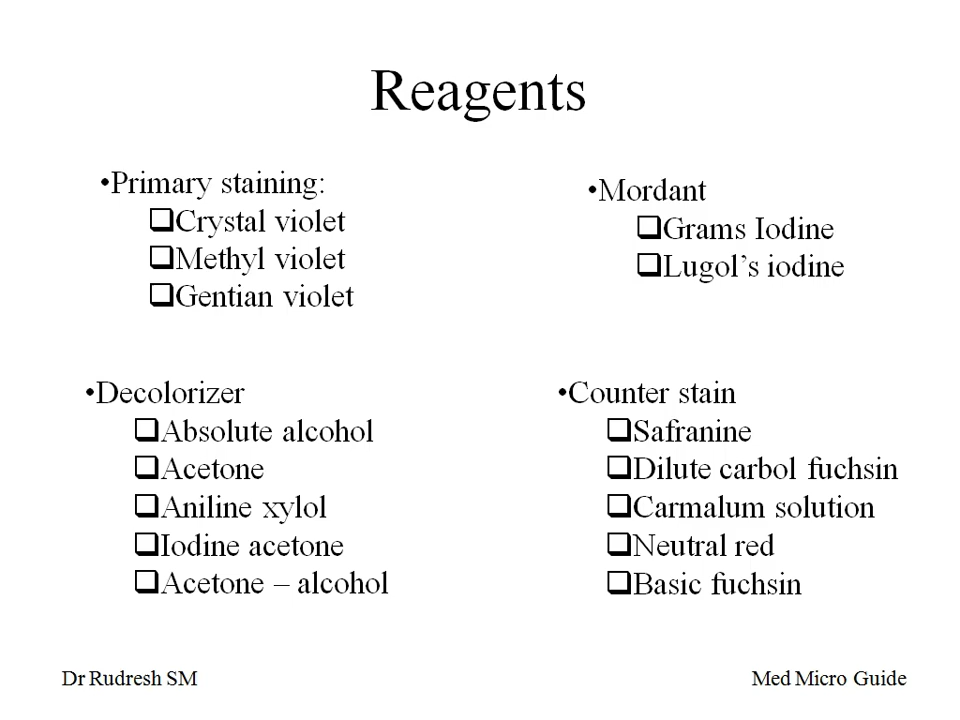 Reagents
•Primary staining:
❑Crystal violet
❑Methyl violet
❑Gentian violet
•Mordant
❑Grams Iodine
❑Lugol’s iodine
•Decolorizer
❑Absolute alcohol
❑Acetone
❑Aniline xylol
❑Iodine acetone
❑Acetone – alcohol
•Counter stain
❑Safranine
❑Dilute carbol fuchsin
❑Carmalum solution
❑Neutral red
❑Basic fuchsin
Dr Rudresh SM
Med Micro Guide